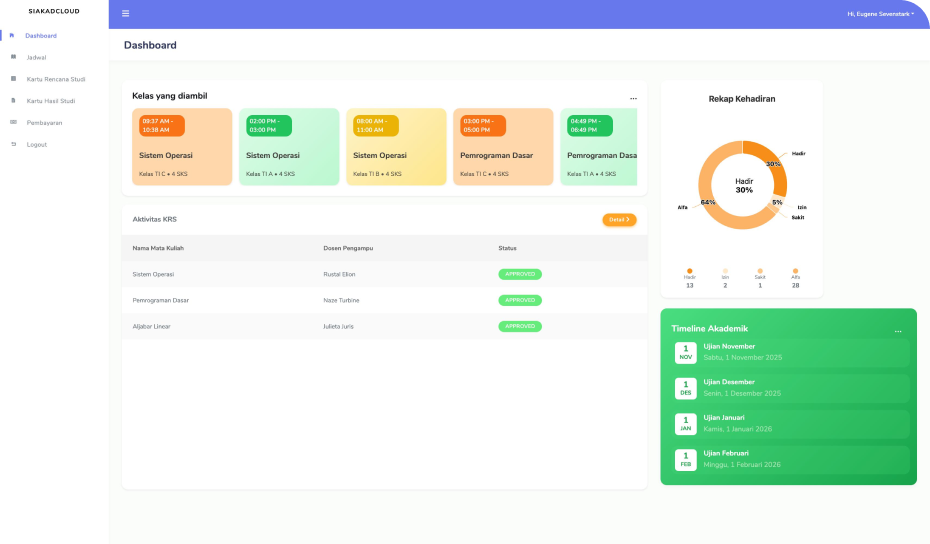 SIAKADCLOUD
Hi, Eugene Sevenstark
Dashboard
Jadwal
Kartu Rencana Studi
Kartu Hasil Studi
Pembayaran
Logout
Dashboard
Kelas yang diambil
...
09:37 AM -
10:38 AM
Sistem Operasi
Kelas TI C • 4 SKS
02:00 PM -
03:00 PM
Sistem Operasi
Kelas TI A • 4 SKS
08:00 AM -
11:00 AM
Sistem Operasi
Kelas TI B • 4 SKS
03:00 PM -
05:00 PM
Pemrograman Dasar
Kelas TI C • 4 SKS
04:49 PM -
06:49 PM
Pemrograman Dasa
Kelas TI A • 4 SKS
Aktivitas KRS
Detail >
Nama Mata Kuliah Dosen Pengampu Status
Sistem Operasi Rustal Elion APPROVED
Pemrograman Dasar Naze Turbine APPROVED
Aljabar Linear Julieta Juris APPROVED
Rekap Kehadiran
Hadir
30%
Hadir
30%
Alfa
64%
5%
Izin
Sakit
Hadir Izin Sakit Alfa
13 2 1 28
Timeline Akademik
...
1
NOV
Ujian November
Sabtu, 1 November 2025
1
DES
Ujian Desember
Senin, 1 Desember 2025
1
JAN
Ujian Januari
Kamis, 1 Januari 2026
1
FEB
Ujian Februari
Minggu, 1 Februari 2026